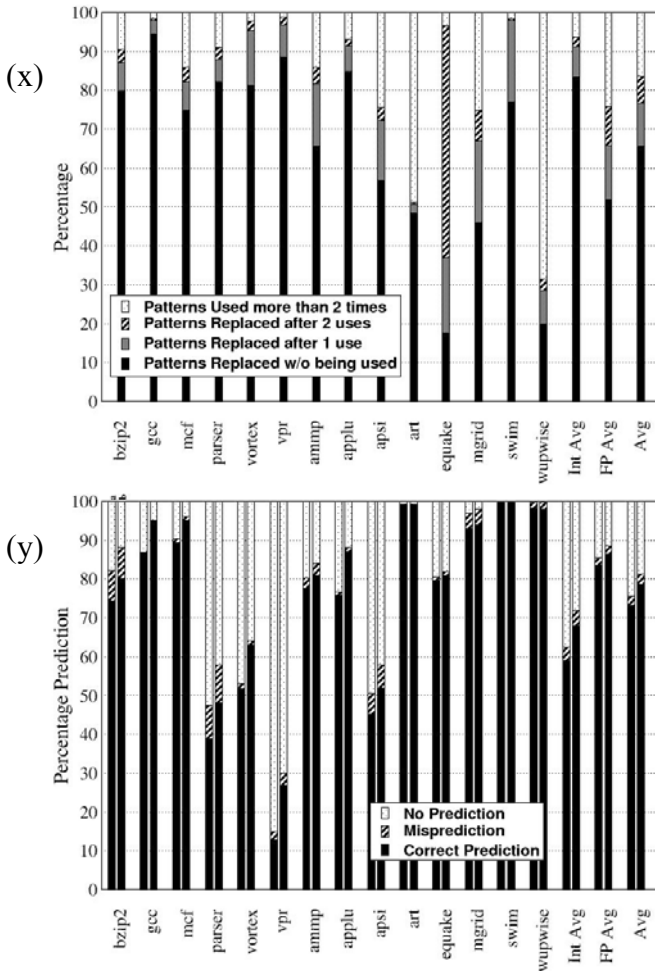 (x)
Percentage
100
90
80
70
60
50
40
30
20
10
0
Patterns Used more than 2 times
Patterns Replaced after 2 uses
Patterns Replaced after 1 use
Patterns Replaced w/o being used
bzip2
gcc
mcf
parser
vortex
vpr
ammp
applu
apsi
art
equake
mgrid
swim
wupwise
Int Avg
FP Avg
Avg
(y)
Percentage Prediction
100
90
80
70
60
50
40
30
20
10
0
No Prediction
Misprediction
Correct Prediction
bzip2
gcc
mcf
parser
vortex
vpr
ammp
applu
apsi
art
equake
mgrid
swim
wupwise
Int Avg
FP Avg
Avg